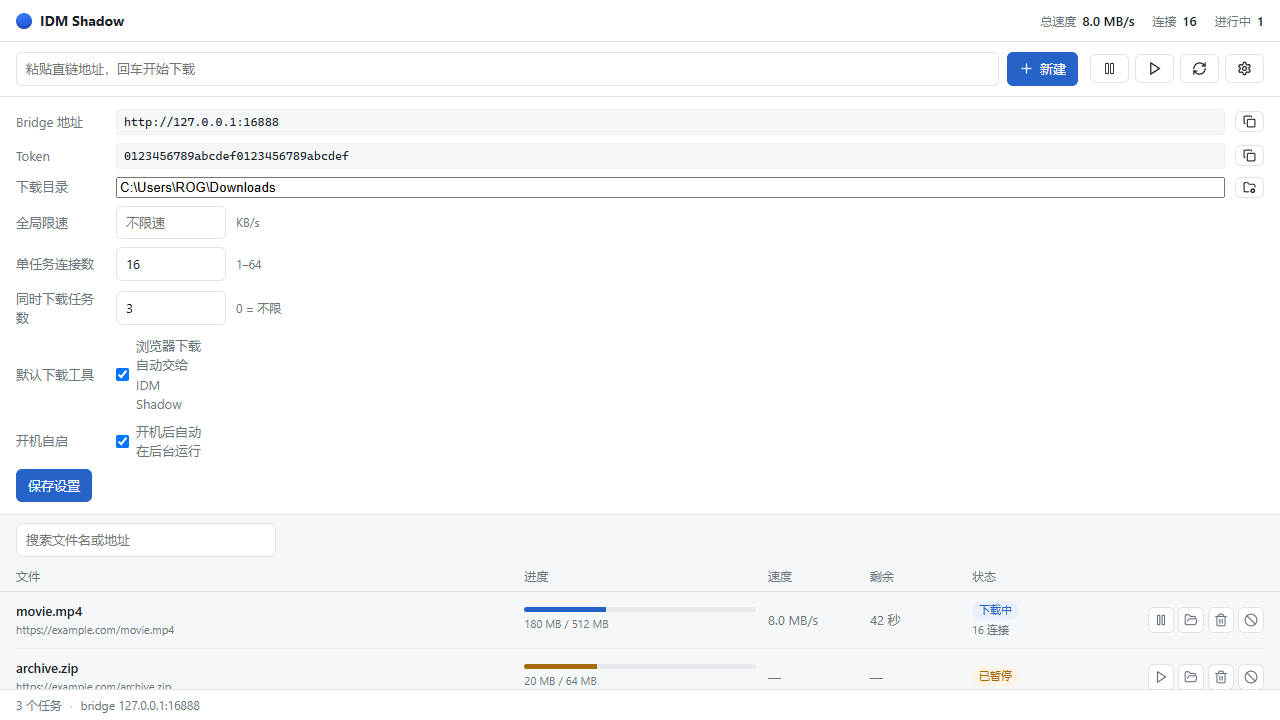 IDM Shadow
总速度 8.0 MB/s 连接 16 进行中 1
粘贴直链地址，回车开始下载
新建
Bridge 地址 http://127.0.0.1:16888
Token 0123456789abcdef0123456789abcdef
下载目录 C:\Users\ROG\Downloads
全局限速 不限速 KB/s
单任务连接数 16 1–64
同时下载任务
数
3 0 = 不限
默认下载工具
浏览器下载
自动交给
IDM
Shadow
开机自启
开机后自动
在后台运行
保存设置
搜索文件名或地址
文件 进度 速度 剩余 状态
movie.mp4
https://example.com/movie.mp4
180 MB / 512 MB
8.0 MB/s
42 秒
下载中
16 连接
archive.zip
https://example.com/archive.zip
20 MB / 64 MB
—
—
已暂停
3 个任务 · bridge 127.0.0.1:16888